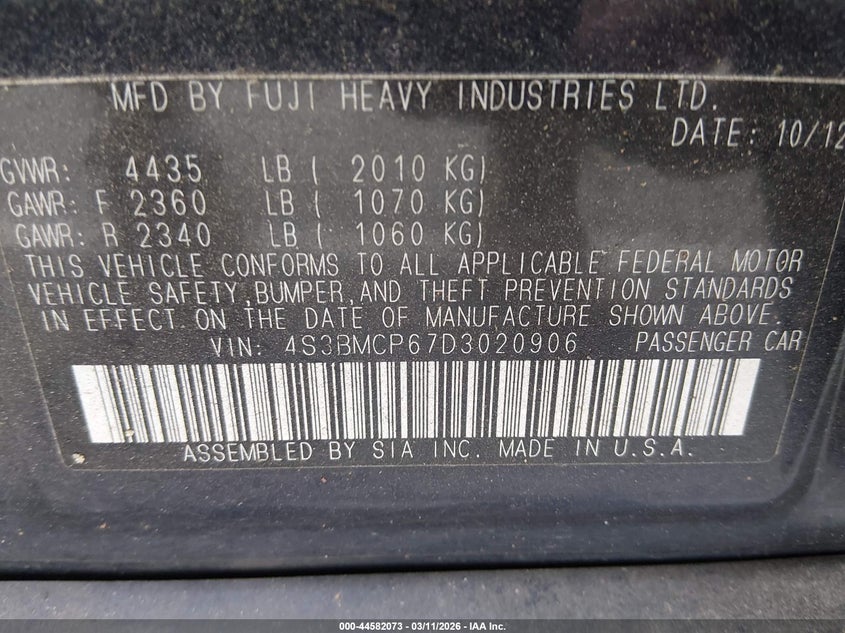 MFD BY FUJI HEAVY INDUSTRIES LTD.
DATE: 10/12
GVWR: 4435 LB ( 2010 KG)
GAWR: F 2360 LB ( 1070 KG)
GAWR: R 2340 LB ( 1060 KG)
THIS VEHICLE CONFORMS TO ALL APPLICABLE FEDERAL MOTOR
VEHICLE SAFETY,BUMPER,AND THEFT PREVENTION STANDARDS
IN EFFECT ON THE DATE OF MANUFACTURE SHOWN ABOVE.
VIN: 4S3BMCP67D3020906 PASSENGER CAR
ASSEMBLED BY SIA INC. MADE IN U.S.A.
000-44582073 — 03/11/2026 — IAA Inc.